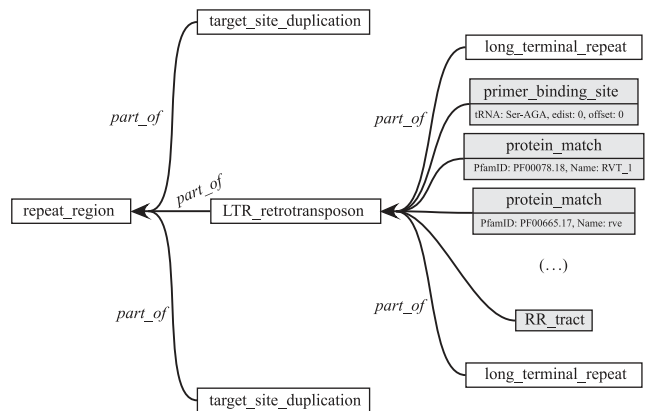 target_site_duplication
long_terminal_repeat
primer_binding_site
tRNA: Ser-AGA, edist: 0, offset: 0
part_of
part_of
protein_match
PfamID: PF00078.18, Name: RVT_1
part_of
protein_match
PfamID: PF00665.17, Name: rve
repeat_region
LTR_retrotransposon
(…)
part_of
part_of
RR_tract
long_terminal_repeat
target_site_duplication